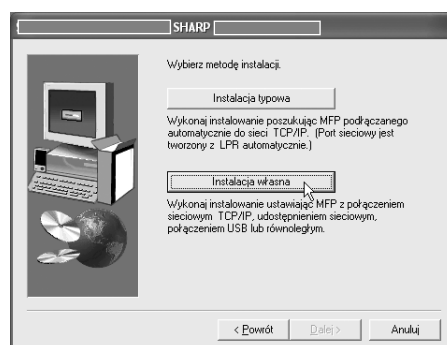 SHARP
Wybierz metodę instalacji.
Instalacja typowa
Wykonaj instalowanie poszukując MFP podłączanego
automatycznie do sieci TCP/IP. (Port sieciowy jest
tworzony z LPR automatycznie.)
Instalacja własna
Wykonaj instalowanie ustawiając MFP z połączeniem
sieciowym TCP/IP, udostępnieniem sieciowym,
połączeniem USB lub równoległym.
< Powrót
Dalej >
Anuluj